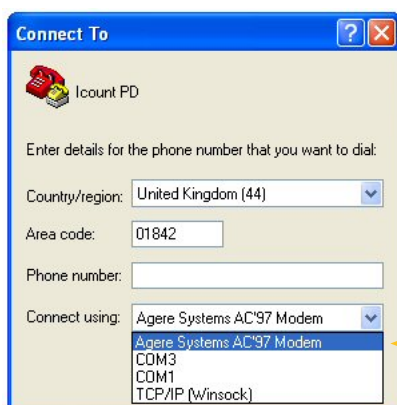 Connect To
Icount PD
Enter details for the phone number that you want to dial:
Country/region: United Kingdom (44)
Area code: 01842
Phone number:
Connect using: Agere Systems AC'97 Modem
Agere Systems AC'97 Modem
COM3
COM1
TCP/IP (Winsock)